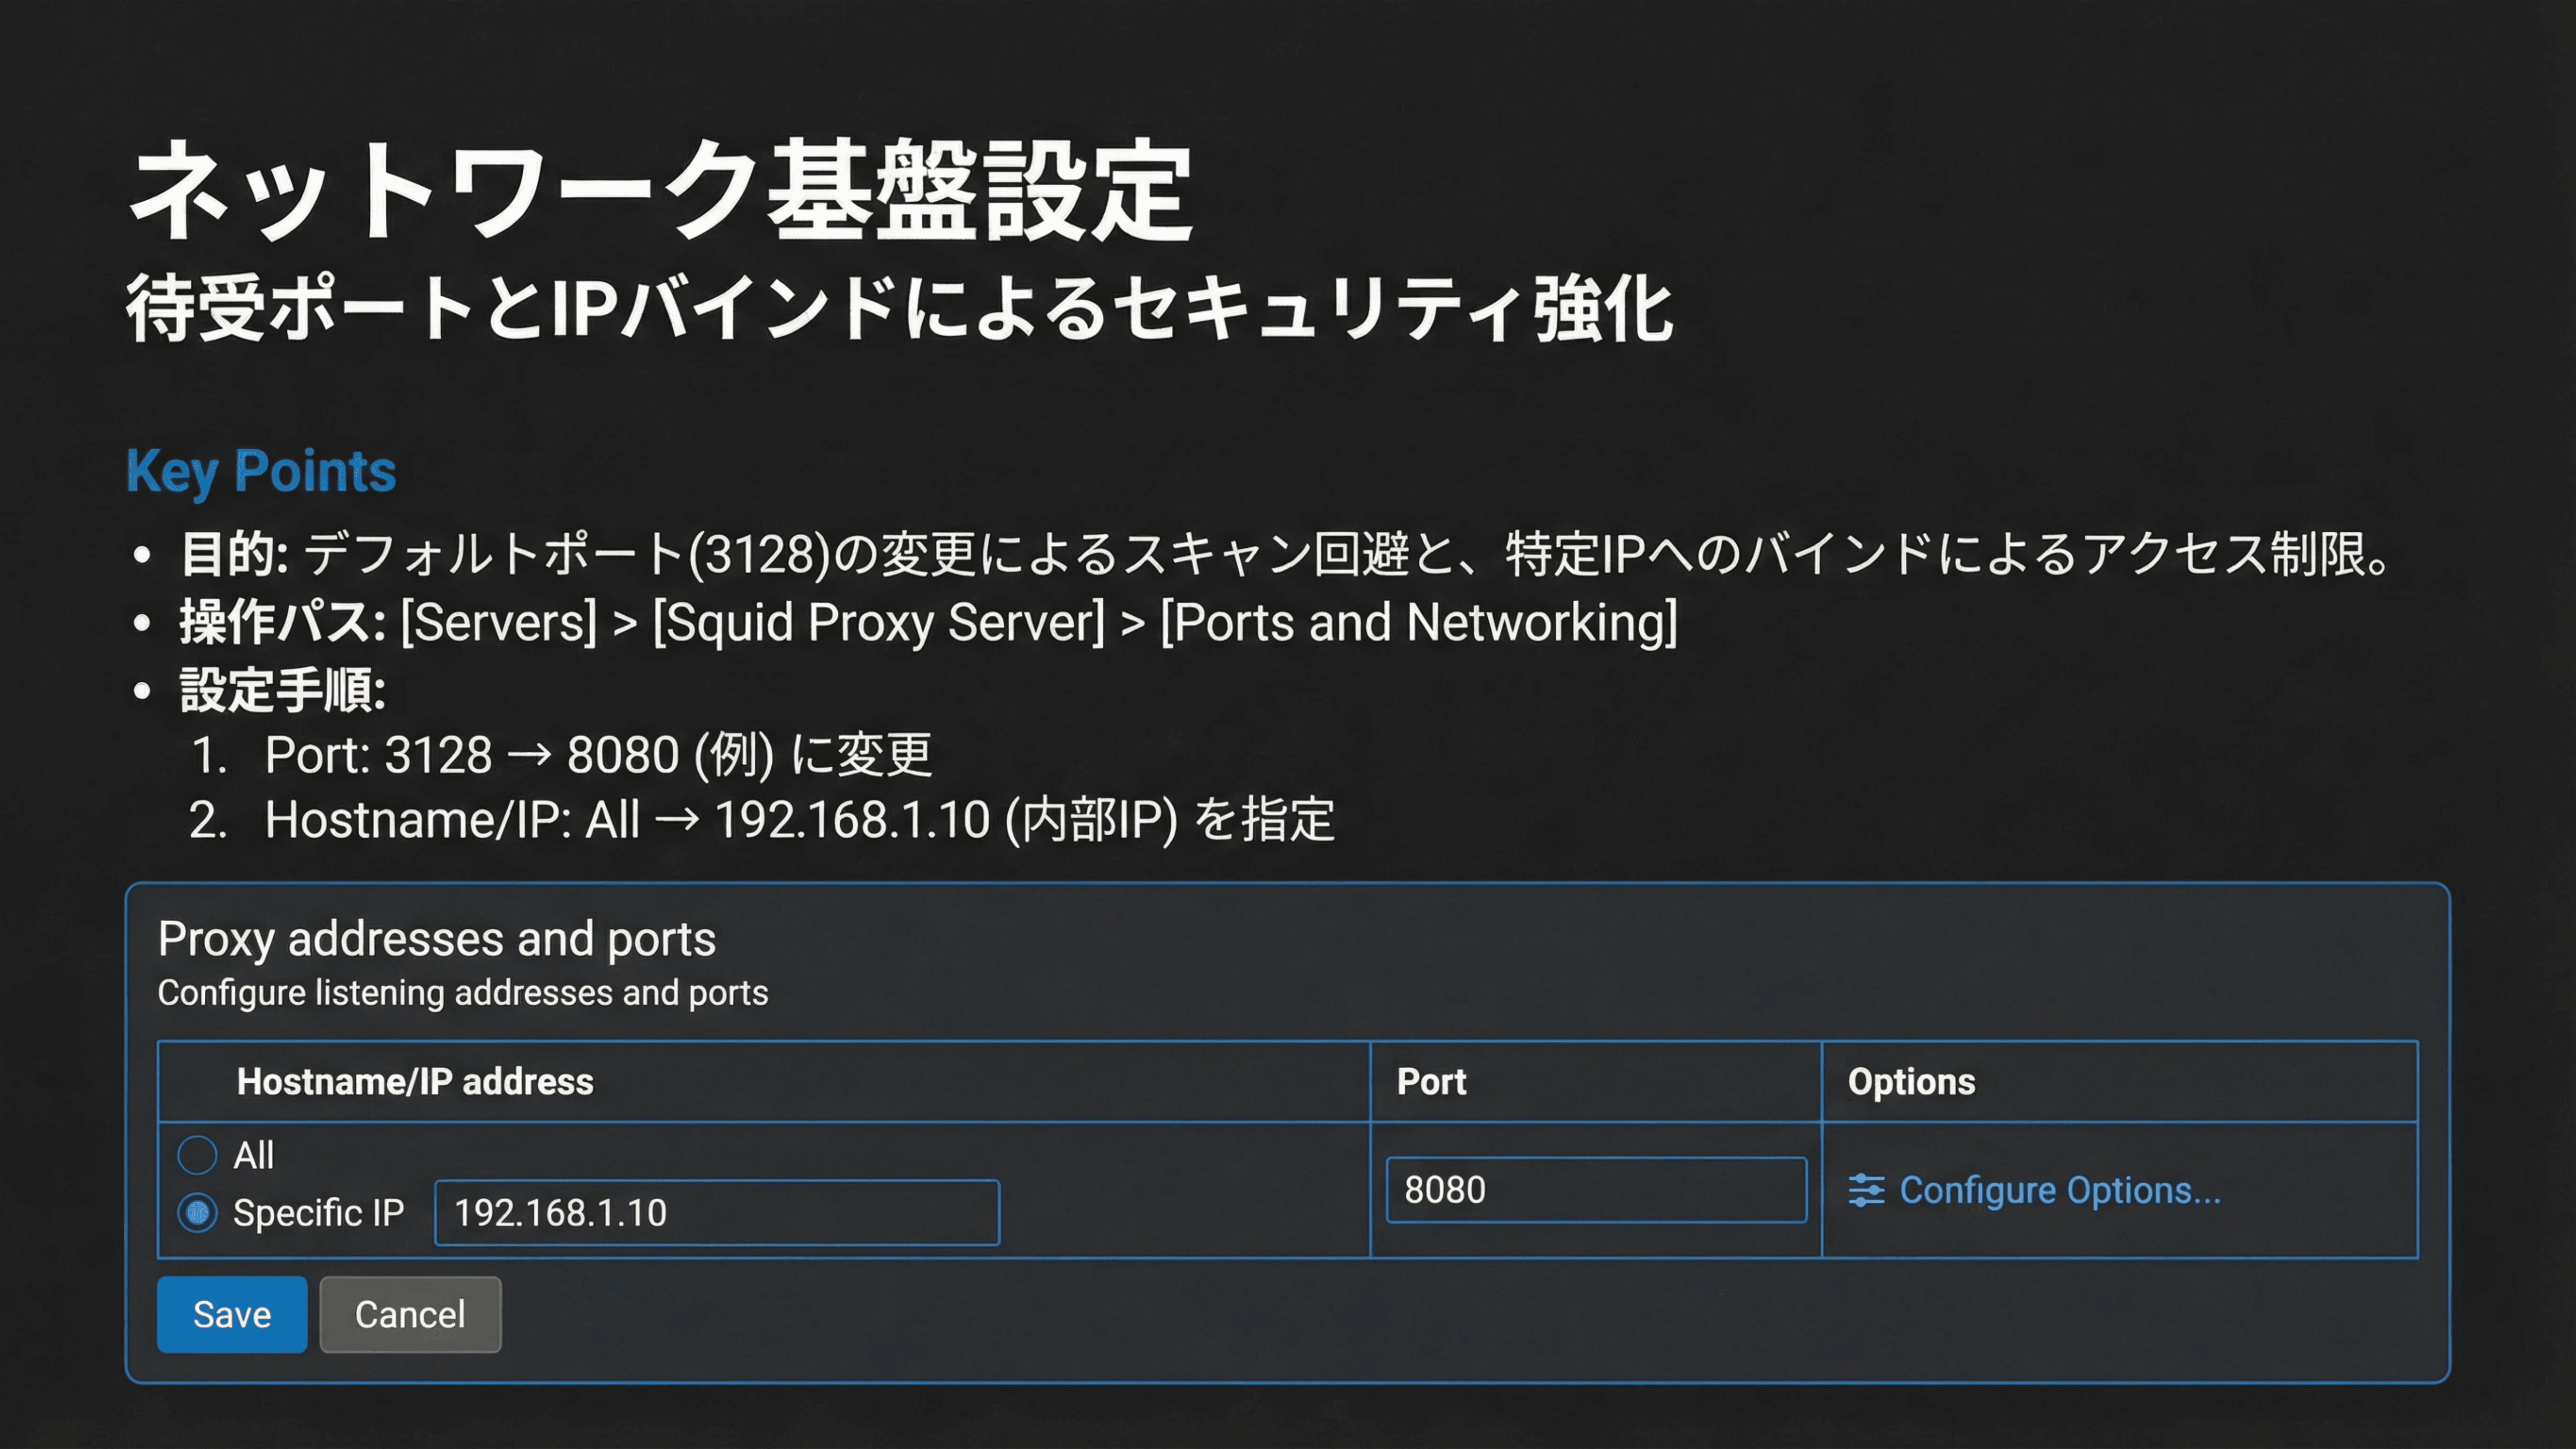 ネットワーク基盤設定
待受ポートとIPバインドによるセキュリティ強化
Key Points
• 目的: デフォルトポート(3128)の変更によるスキャン回避と、特定IPへのバインドによるアクセス制限。
• 操作パス: [Servers] > [Squid Proxy Server] > [Ports and Networking]
• 設定手順:
1. Port: 3128 → 8080 (例) に変更
2. Hostname/IP: All → 192.168.1.10 (内部IP) を指定
Proxy addresses and ports
Configure listening addresses and ports
Hostname/IP address Port Options
All
Specific IP 192.168.1.10 8080 Configure Options...
Save Cancel